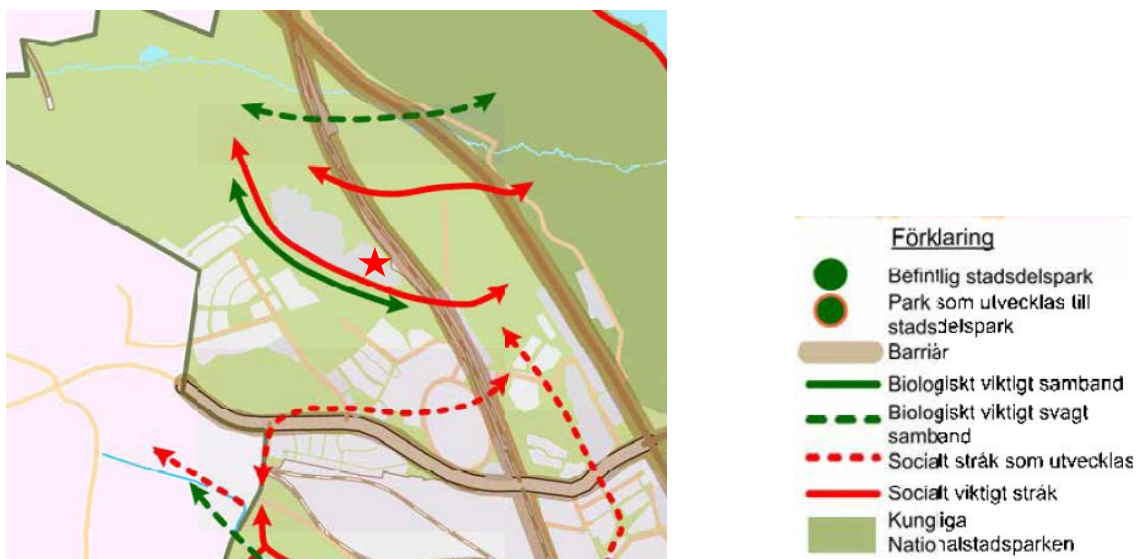 Förklaring
Befintlig stadsdelspark
Park som utvecklas till
stadsdelspark
Barriär
Biologiskt viktigt samband
Biologiskt viktigt svagt
samband
Socialt stråk som utvecklas
Socialt viktigt stråk
Kungliga
Nationalstadsparken